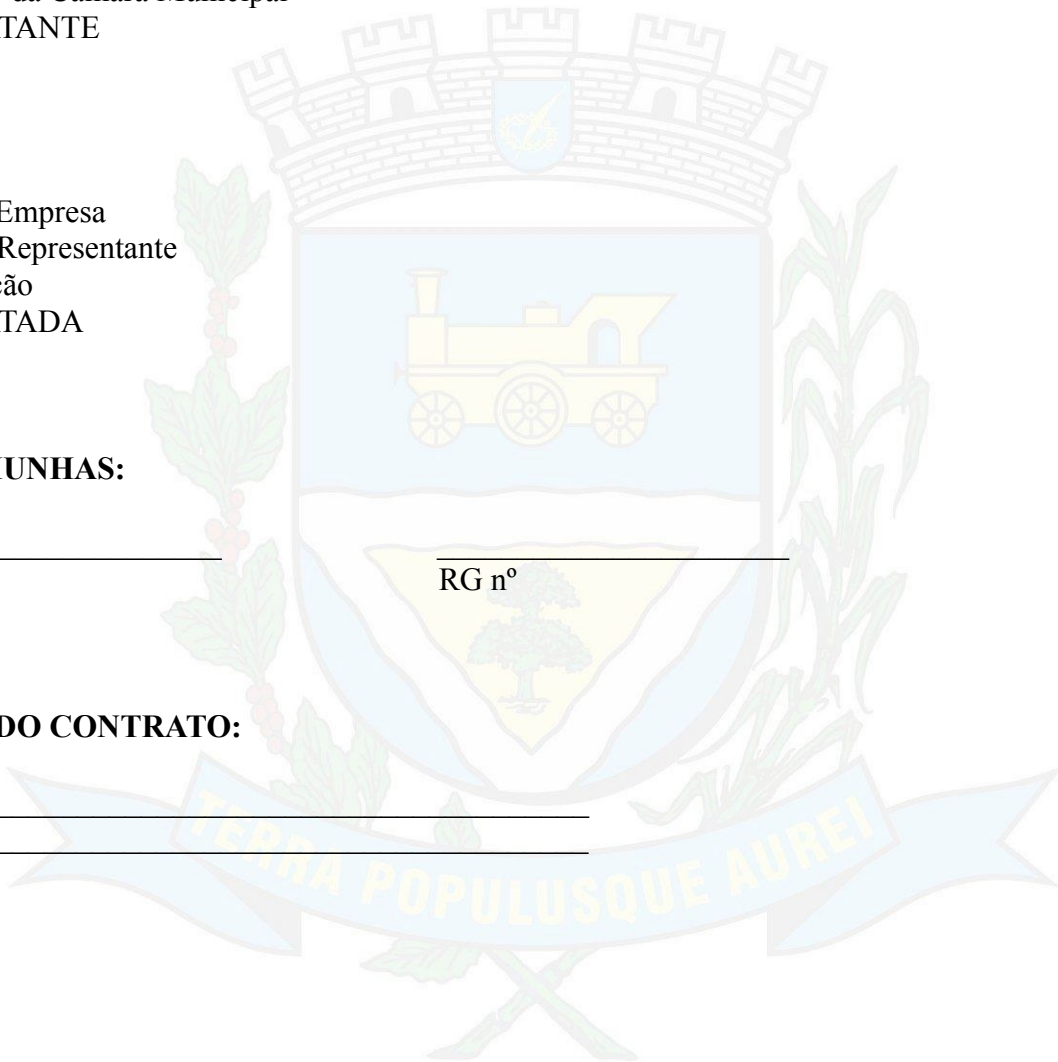 da Câmara Municipal
TANTE
Empresa
Representante
ção
TADA
UNHAS:
RG nº
DO CONTRATO:
TERRA POPULUSQUE AUREI